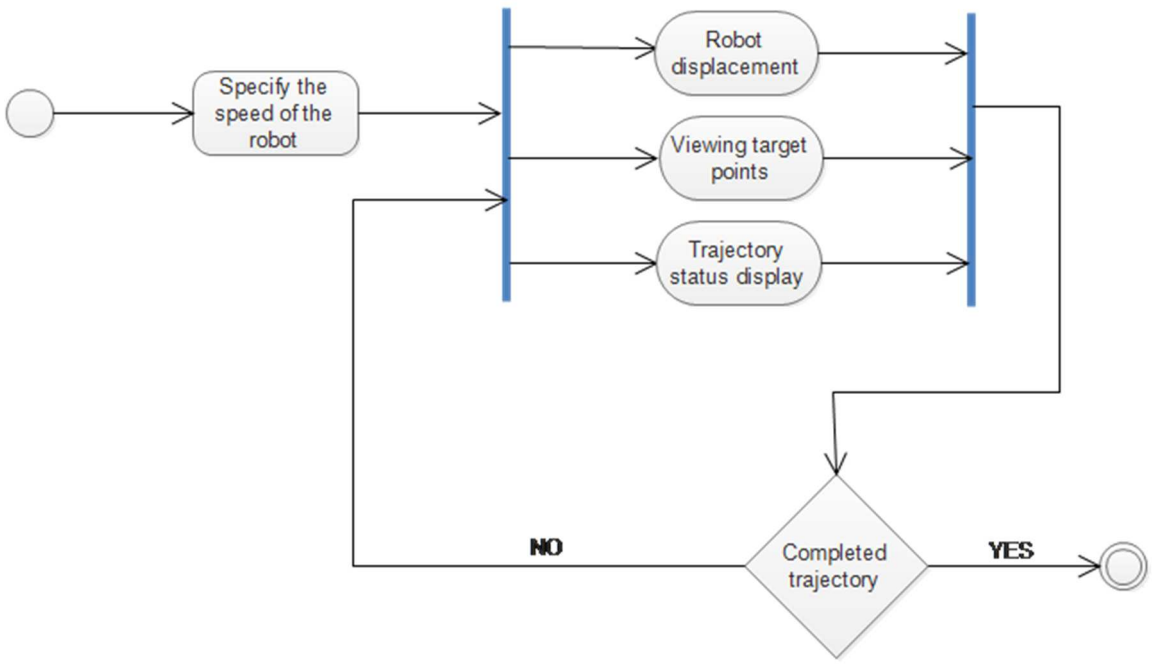 Specify the
speed of the
robot
Robot
displacement
Viewing target
points
Trajectory
status display
Completed
trajectory
NO
YES